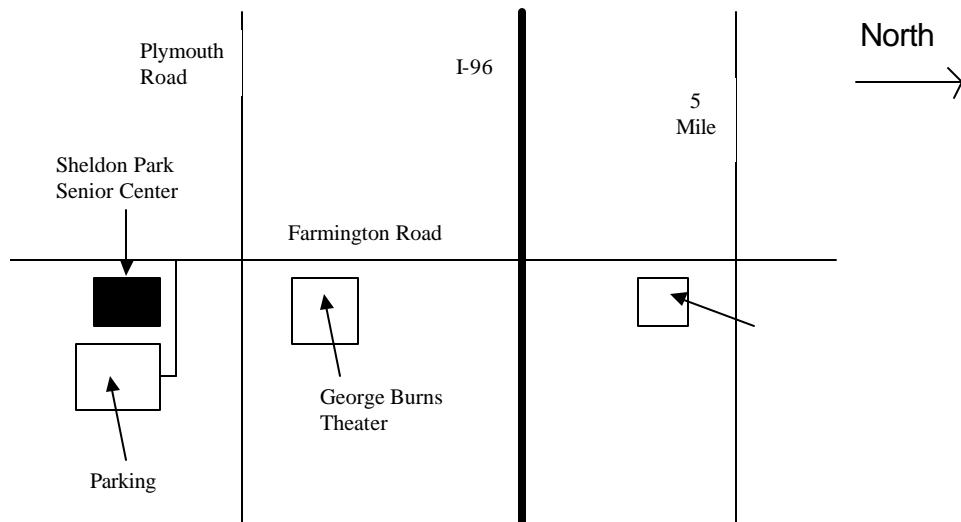 North
Plymouth
Road
I-96
5
Mile
Sheldon Park
Senior Center
Farmington Road
George Burns
Theater
Parking